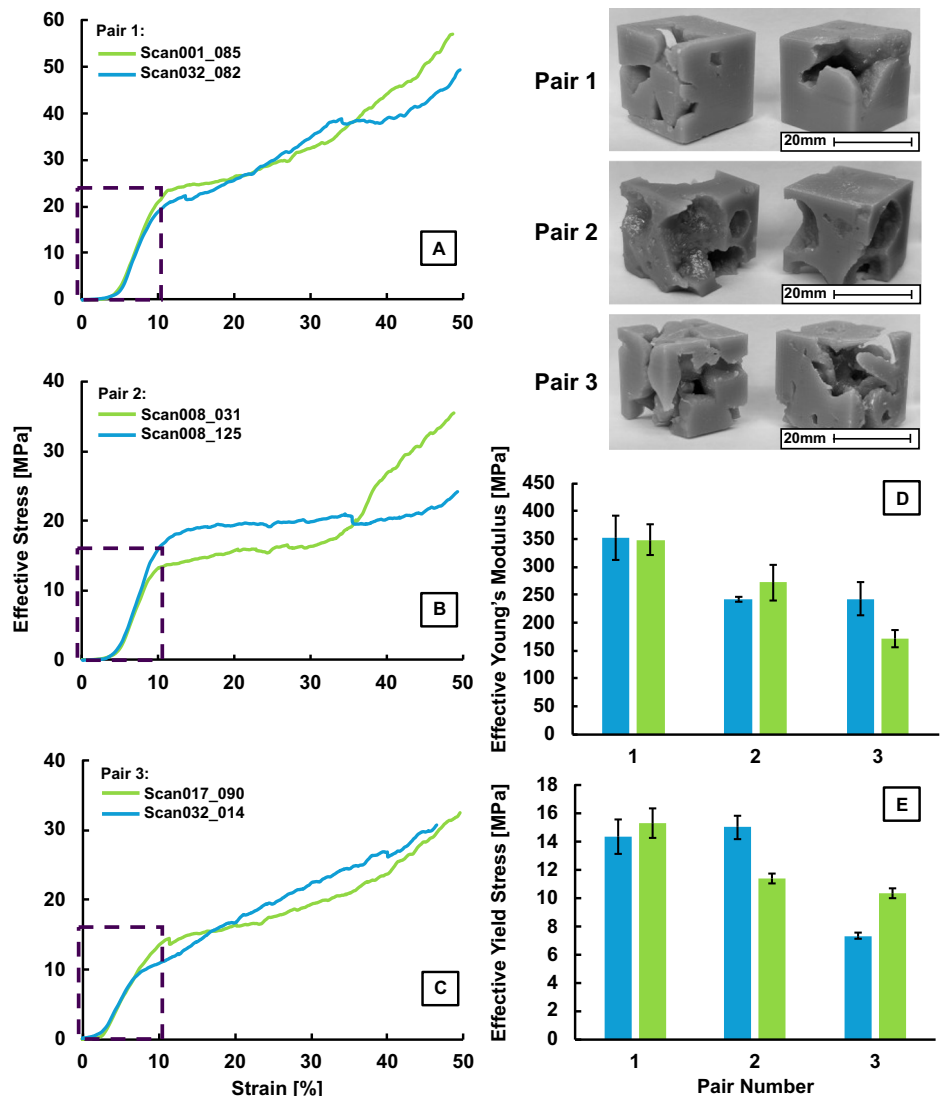 60
50
40
30
20
10
0
Pair 1:
Scan001_085
Scan032_082
A
0 10 20 30 40 50
Effective Stress [MPa]
40
30
20
10
0
Pair 2:
Scan008_031
Scan008_125
B
0 10 20 30 40 50
40
30
20
10
0
Pair 3:
Scan017_090
Scan032_014
C
0 10 20 30 40 50
Strain [%]
Pair 1
20mm
20mm
Pair 2
20mm
20mm
Pair 3
20mm
20mm
Effective Young's Modulus [MPa]
450
400
350
300
250
200
150
100
50
0
D
1 2 3
Effective Yield Stress [MPa]
18
16
14
12
10
8
6
4
2
0
E
1 2 3
Pair Number